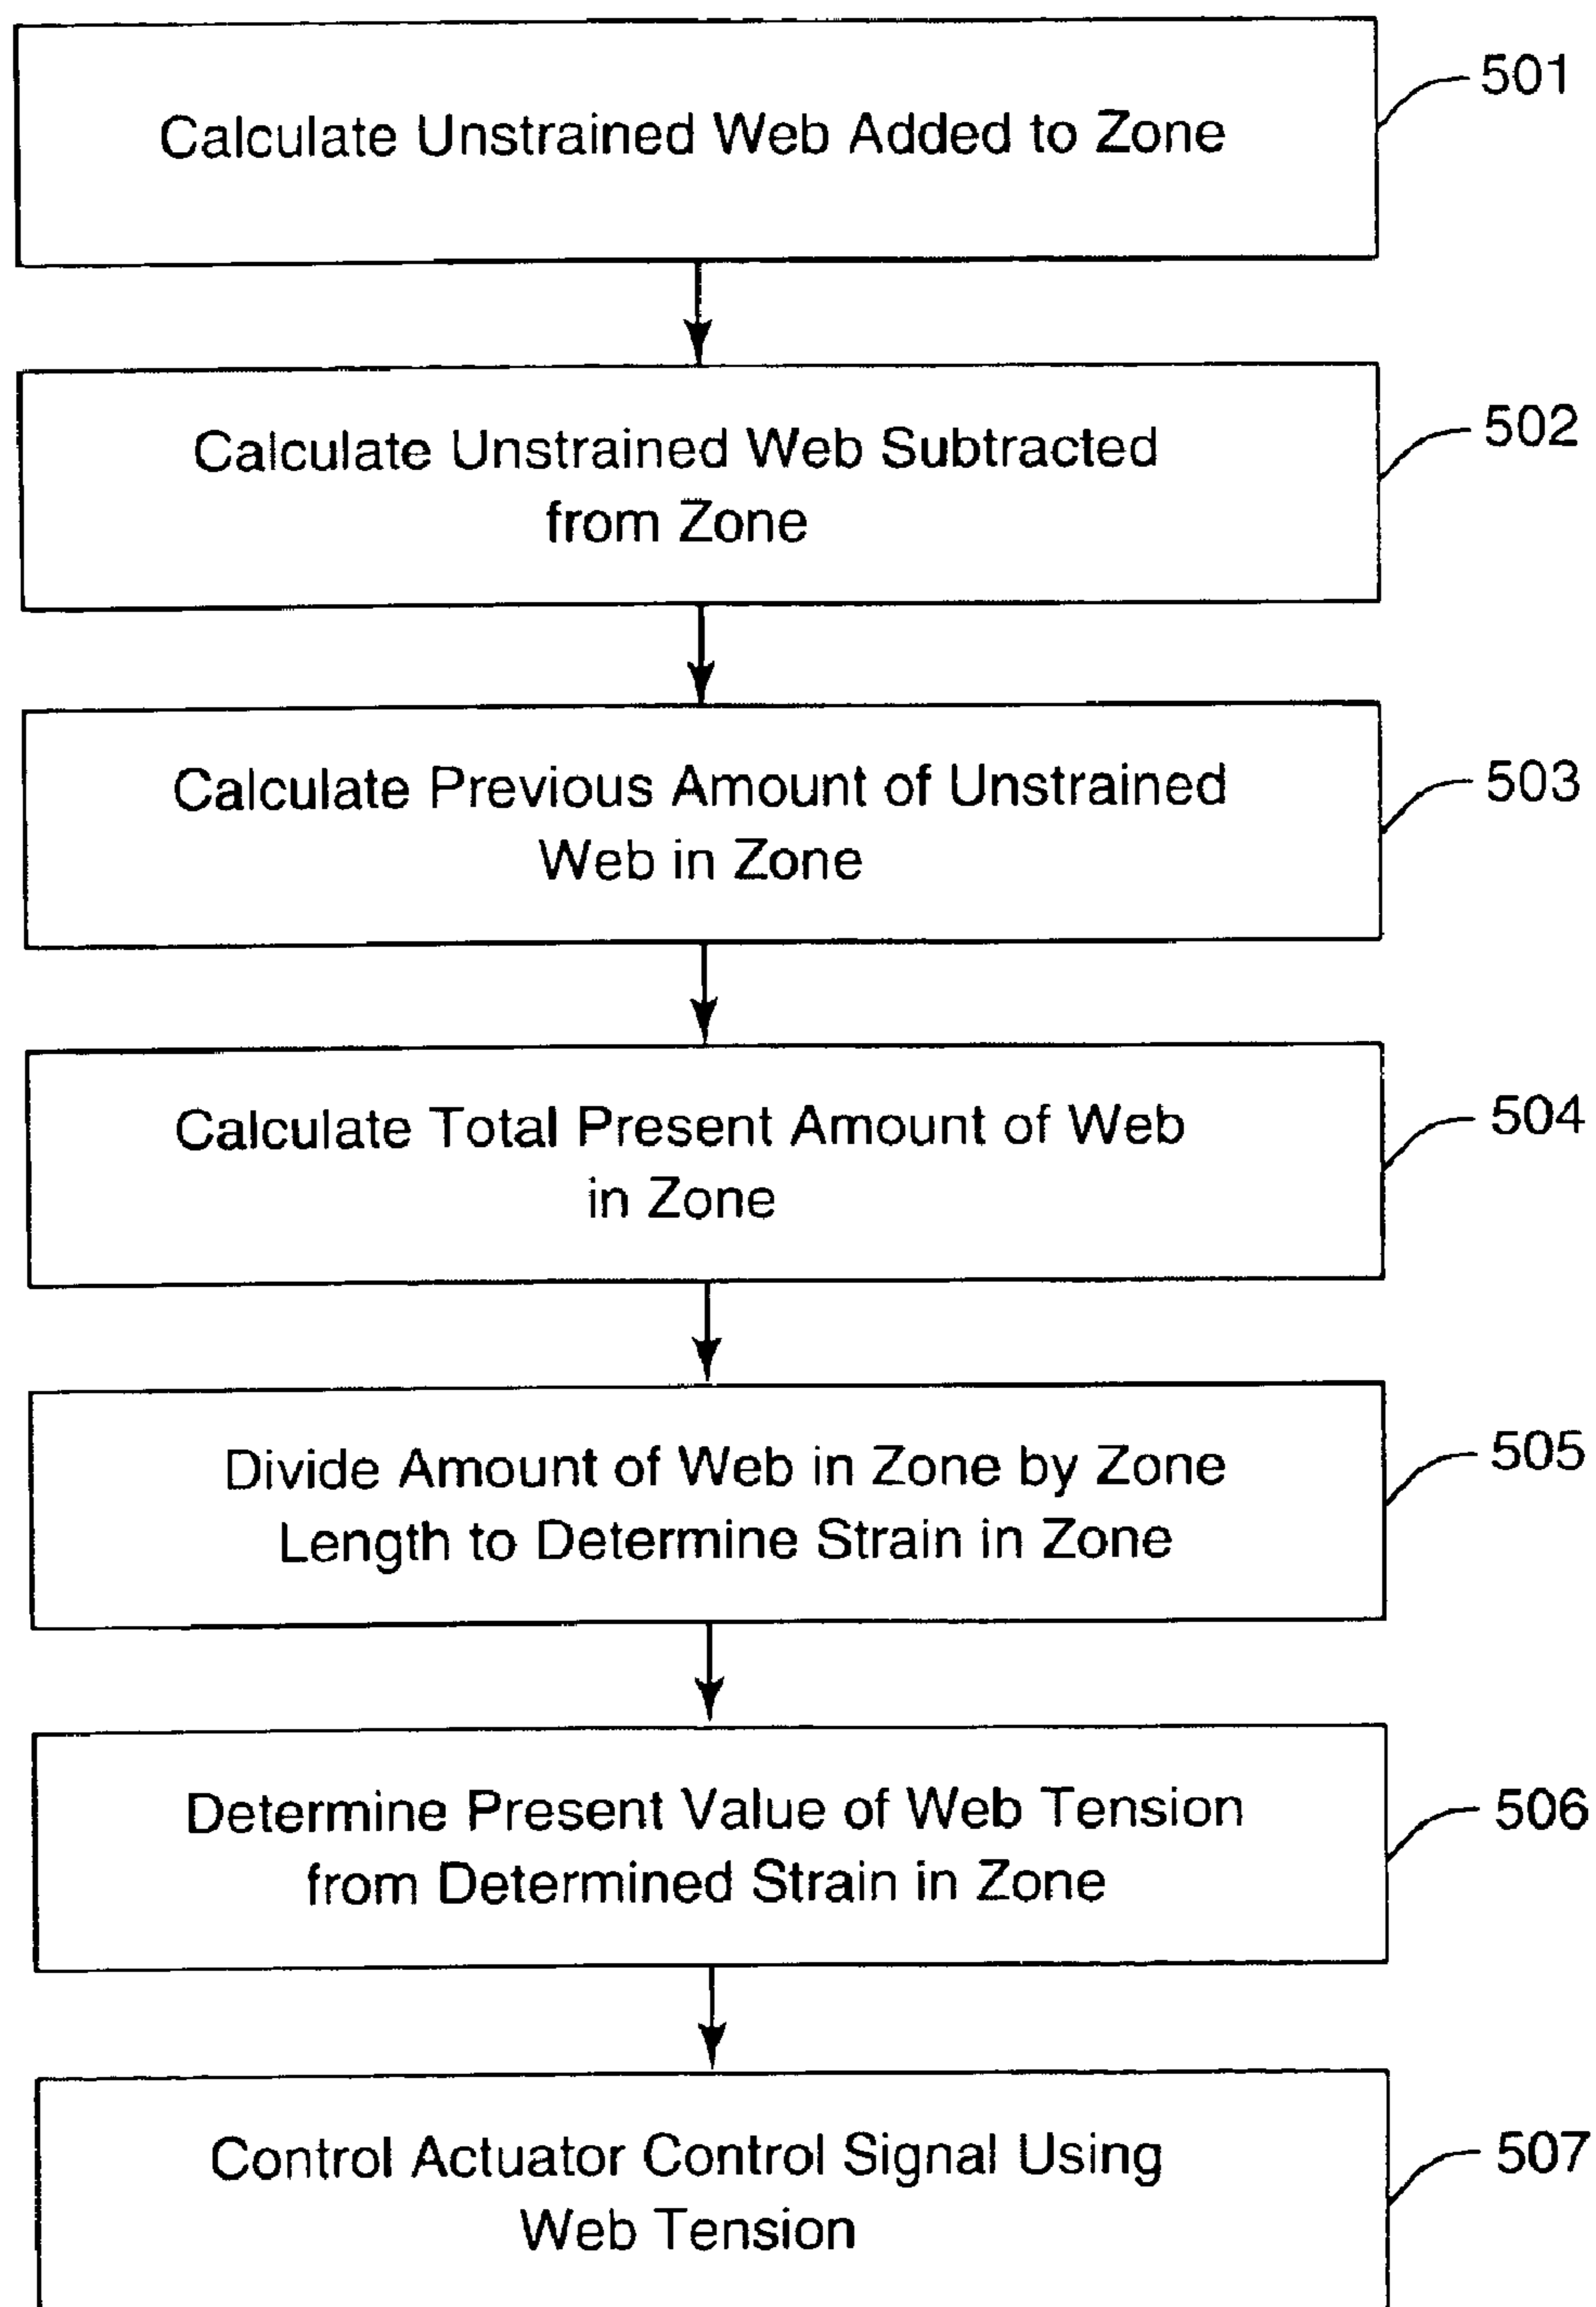 Calculate Unstrained Web Added to Zone
501
Calculate Unstrained Web Subtracted
from Zone
502
Calculate Previous Amount of Unstrained
Web in Zone
503
Calculate Total Present Amount of Web
in Zone
504
Divide Amount of Web in Zone by Zone
Length to Determine Strain in Zone
505
Determine Present Value of Web Tension
from Determined Strain in Zone
506
Control Actuator Control Signal Using
Web Tension
507